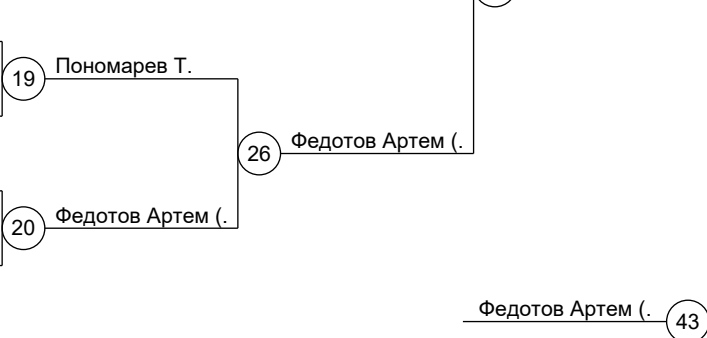 19 Пономарев Т.
26 Федотов Артем (.
20 Федотов Артем (.
Федотов Артем (. 43